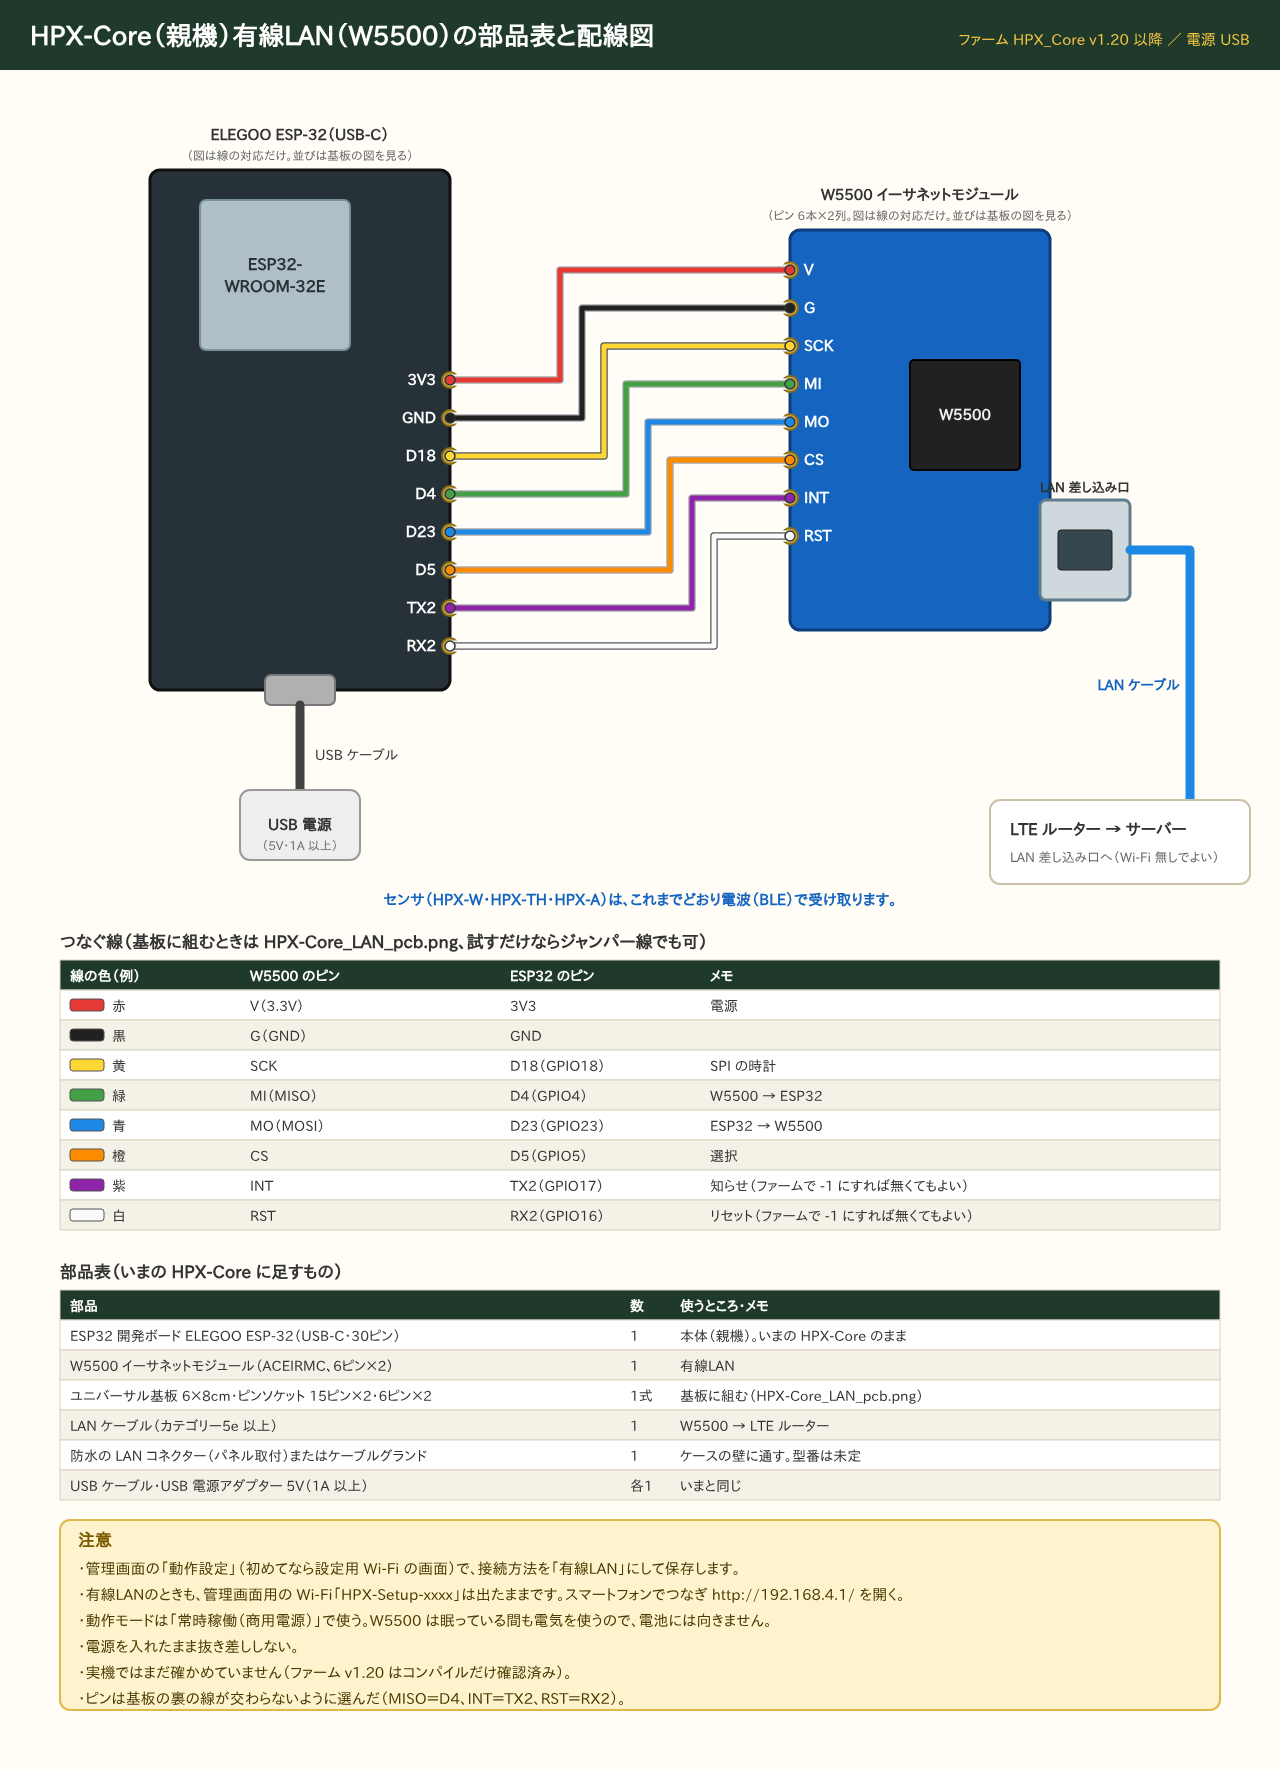 HPX-Core（親機）有線LAN（W5500）の部品表と配線図
ファーム HPX_Core v1.20 以降 ／ 電源 USB
ELEGOO ESP-32（USB-C）
（図は線の対応だけ。並びは基板の図を見る）
W5500 イーサネットモジュール
（ピン 6本×2列。図は線の対応だけ。並びは基板の図を見る）
ESP32-
WROOM-32E
3V3
GND
D18
D4
D23
D5
TX2
RX2
V
G
SCK
MI
MO
CS
INT
RST
W5500
LAN 差し込み口
LAN ケーブル
USB ケーブル
USB 電源
（5V・1A 以上）
LTE ルーター → サーバー
LAN 差し込み口へ（Wi-Fi 無しでよい）
センサ（HPX-W・HPX-TH・HPX-A）は、これまでどおり電波（BLE）で受け取ります。
つなぐ線（基板に組むときは HPX-Core_LAN_pcb.png、試すだけならジャンパー線でも可）
線の色（例） W5500 のピン ESP32 のピン メモ
赤 V（3.3V） 3V3 電源
黒 G（GND） GND
黄 SCK D18（GPIO18） SPI の時計
緑 MI（MISO） D4（GPIO4） W5500 → ESP32
青 MO（MOSI） D23（GPIO23） ESP32 → W5500
橙 CS D5（GPIO5） 選択
紫 INT TX2（GPIO17） 知らせ（ファームで -1 にすれば無くてもよい）
白 RST RX2（GPIO16） リセット（ファームで -1 にすれば無くてもよい）
部品表（いまの HPX-Core に足すもの）
部品 数 使うところ・メモ
ESP32 開発ボード ELEGOO ESP-32（USB-C・30ピン） 1 本体（親機）。いまの HPX-Core のまま
W5500 イーサネットモジュール（ACEIRMC、6ピン×2） 1 有線LAN
ユニバーサル基板 6×8cm・ピンソケット 15ピン×2・6ピン×2 1式 基板に組む（HPX-Core_LAN_pcb.png）
LAN ケーブル（カテゴリー5e 以上） 1 W5500 → LTE ルーター
防水の LAN コネクター（パネル取付）またはケーブルグランド 1 ケースの壁に通す。型番は未定
USB ケーブル・USB 電源アダプター 5V（1A 以上） 各1 いまと同じ
注意
・管理画面の「動作設定」（初めてなら設定用 Wi-Fi の画面）で、接続方法を「有線LAN」にして保存します。
・有線LANのときも、管理画面用の Wi-Fi「HPX-Setup-xxxx」は出たままです。スマートフォンでつなぎ http://192.168.4.1/ を開く。
・動作モードは「常時稼働（商用電源）」で使う。W5500 は眠っている間も電気を使うので、電池には向きません。
・電源を入れたまま抜き差ししない。
・実機ではまだ確かめていません（ファーム v1.20 はコンパイルだけ確認済み）。
・ピンは基板の裏の線が交わらないように選んだ（MISO＝D4、INT＝TX2、RST＝RX2）。